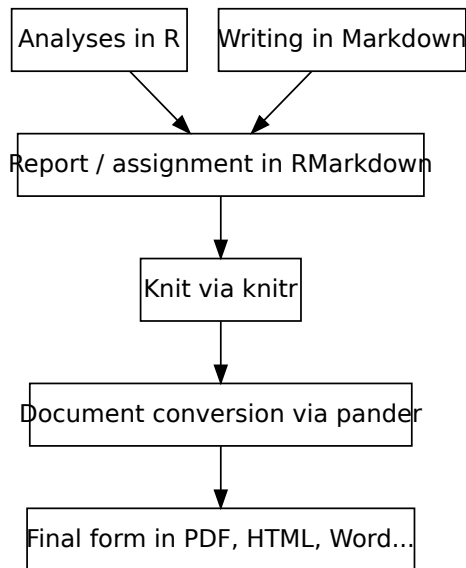 Analyses in R
Writing in Markdown
Report / assignment in RMarkdown
Knit via knitr
Document conversion via pander
Final form in PDF, HTML, Word...